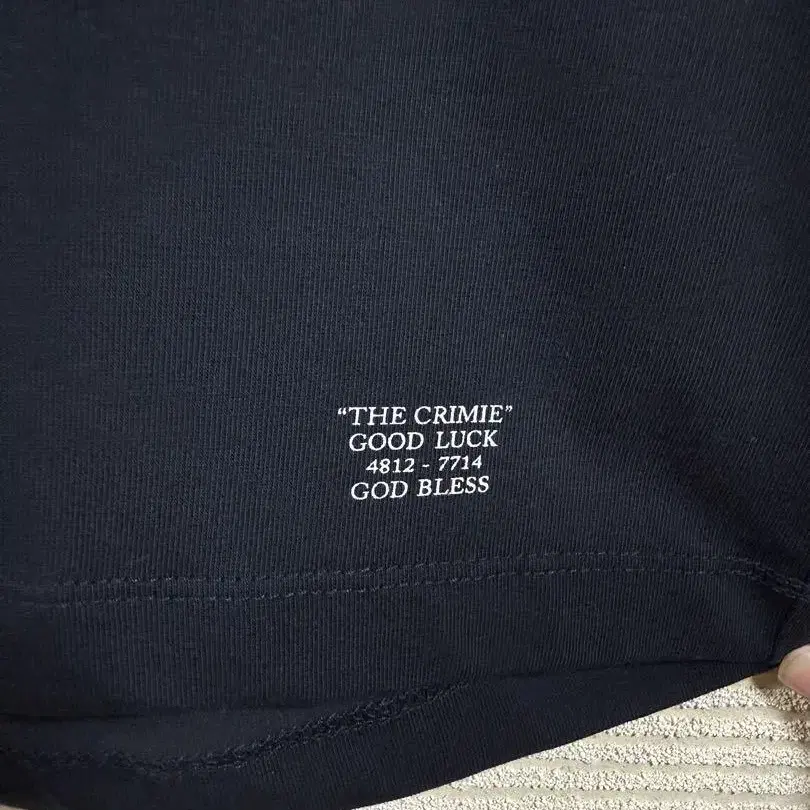 “THE CRIMIE”
GOOD LUCK
4812 - 7714
GOD BLESS